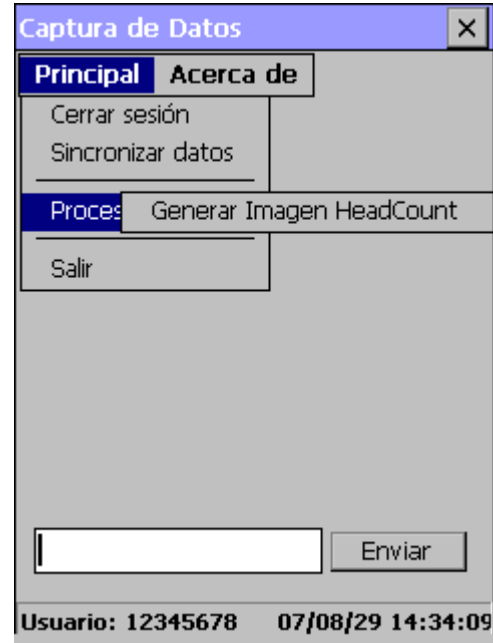 Captura de Datos
Principal Acerca de
Cerrar sesión
Sincronizar datos
Generar Imagen HeadCount
Salir
Enviar
Usuario: 12345678 07/08/29 14:34:09